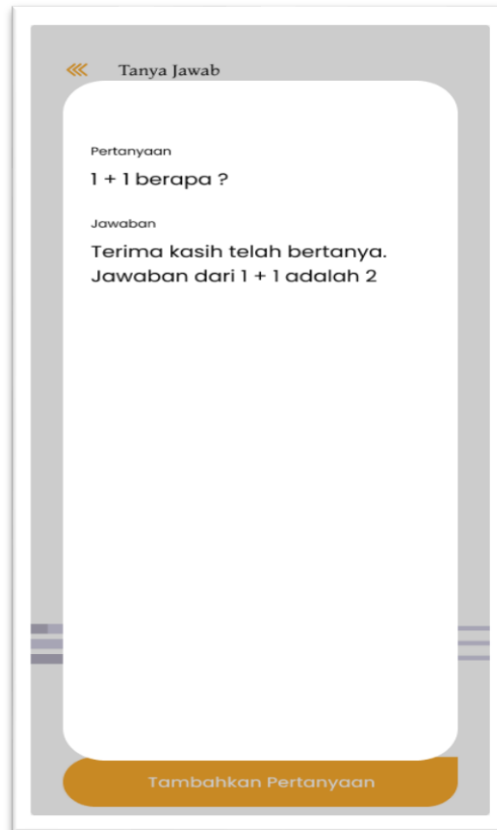 Tanya Jawab
Pertanyaan
1 + 1 berapa ?
Jawaban
Terima kasih telah bertanya.
Jawaban dari 1 + 1 adalah 2
Tambahkan Pertanyaan